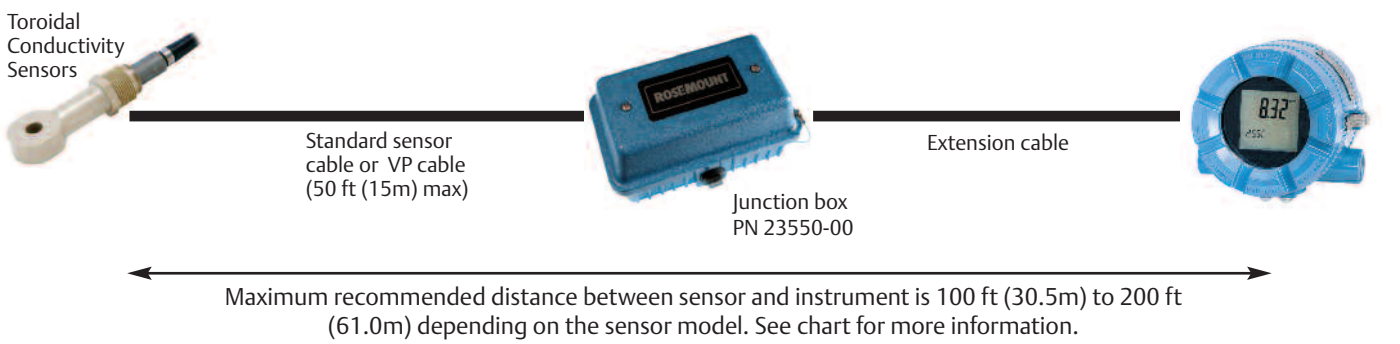 Toroidal
Conductivity
Sensors
ROSEMOUNT
8.32
Standard sensor
cable or VP cable
(50 ft (15m) max)
Extension cable
Junction box
PN 23550-00
Maximum recommended distance between sensor and instrument is 100 ft (30.5m) to 200 ft
(61.0m) depending on the sensor model. See chart for more information.